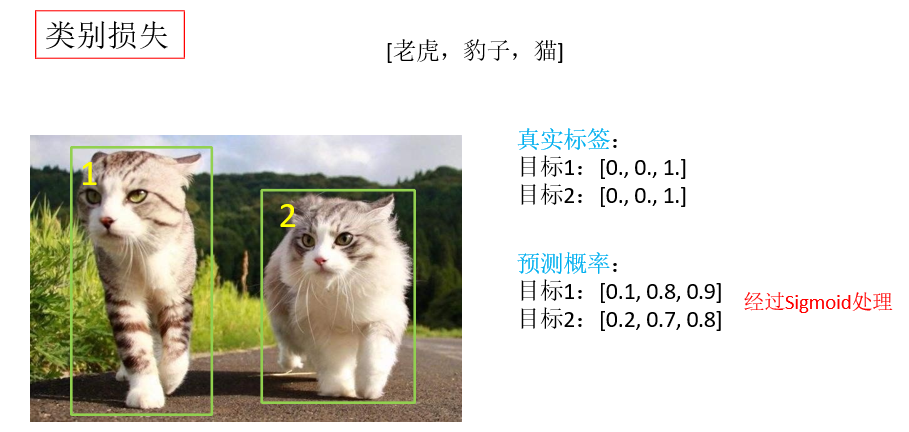 类别损失
[老虎，豹子，猫]
1
2
真实标签：
目标1：[0., 0., 1.]
目标2：[0., 0., 1.]
预测概率：
目标1：[0.1, 0.8, 0.9]
目标2：[0.2, 0.7, 0.8]
经过Sigmoid处理